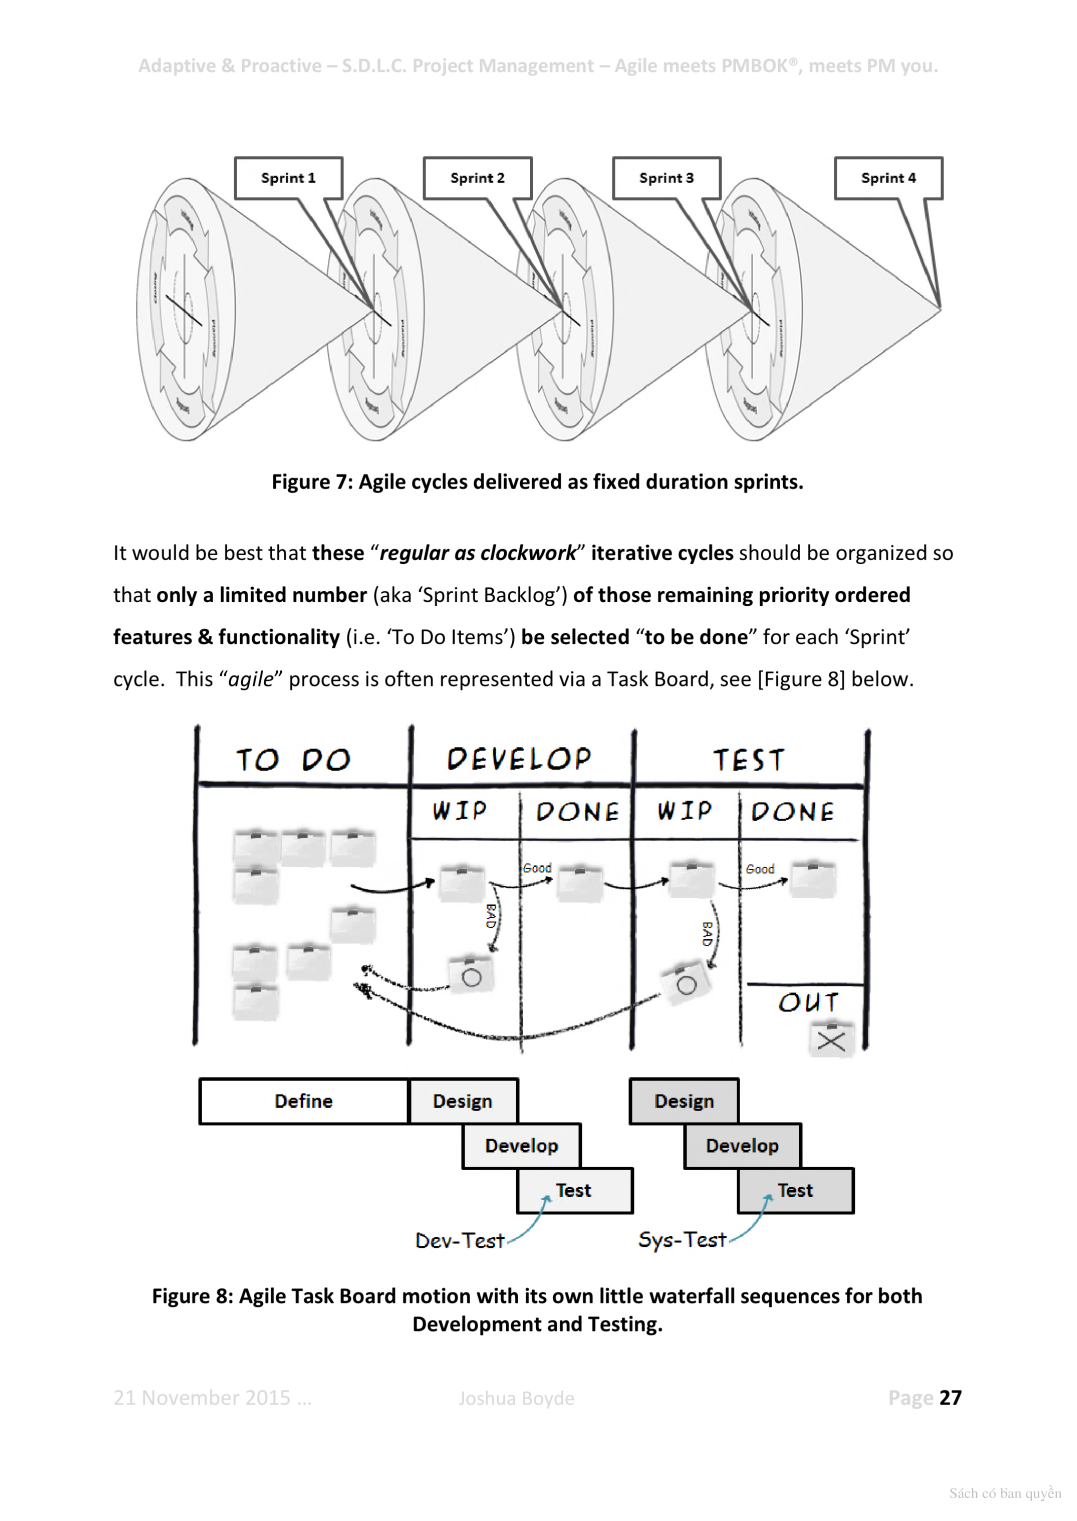 Adaptive & Proactive – S.D.L.C. Project Management – Agile meets PMBOK®, meets PM you.
Sprint 1
Sprint 2
Sprint 3
Sprint 4
Planning
Planning
Planning
Figure 7: Agile cycles delivered as fixed duration sprints.
It would be best that these “regular as clockwork” iterative cycles should be organized so
that only a limited number (aka ‘Sprint Backlog’) of those remaining priority ordered
features & functionality (i.e. ‘To Do Items’) be selected “to be done” for each ‘Sprint’
cycle.  This “agile” process is often represented via a Task Board, see [Figure 8] below.
TO DO
DEVELOP
TEST
WIP
DONE
WIP
DONE
Good
Good
BAD
BAD
OUT
Define
Design
Design
Develop
Develop
Test
Test
Dev-Test
Sys-Test
Figure 8: Agile Task Board motion with its own little waterfall sequences for both
Development and Testing.
21 November 2015 …
Joshua Boyde
Page 27
Sách có bản quyền